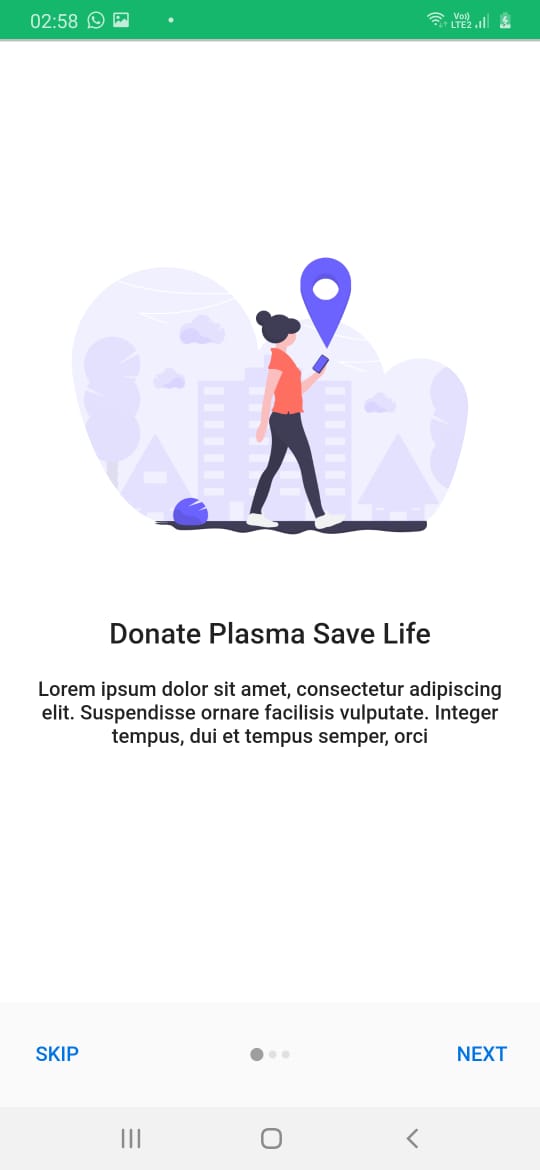 02:58
Vo))
LTE2
Donate Plasma Save Life
Lorem ipsum dolor sit amet, consectetur adipiscing
elit. Suspendisse ornare facilisis vulputate. Integer
tempus, dui et tempus semper, orci
SKIP
NEXT